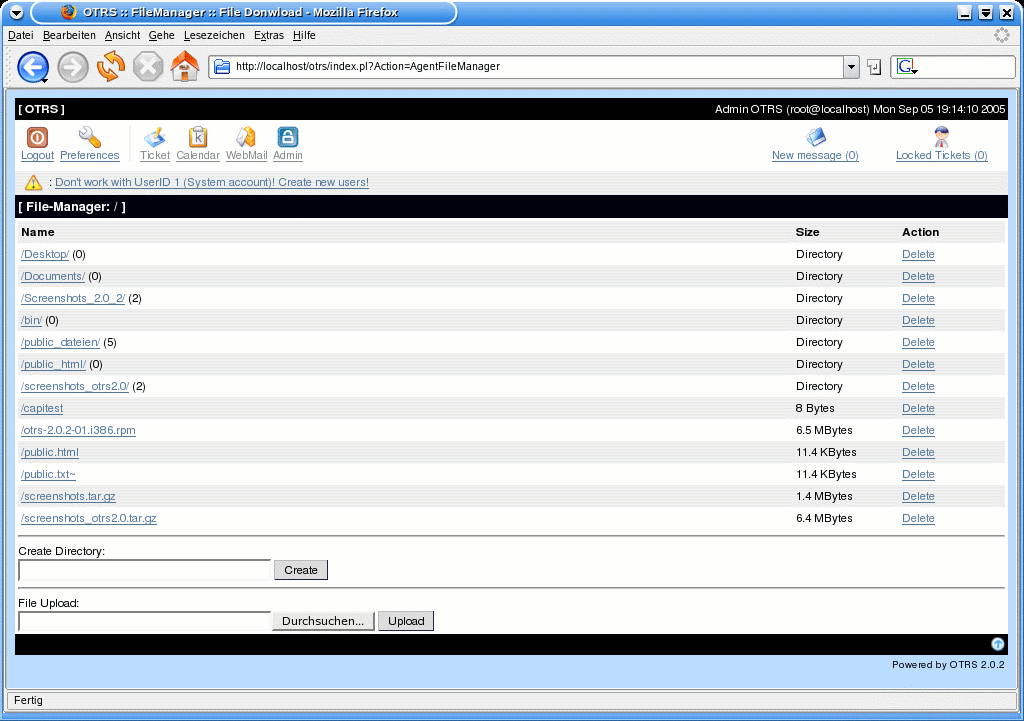 OTRS :: FileManager :: File Donwload - Mozilla Firefox
Datei Bearbeiten Ansicht Gehe Lesezeichen Extras Hilfe
http://localhost/otrs/index.pl?Action=AgentFileManager
G
[ OTRS ] Admin OTRS (root@localhost) Mon Sep 05 19:14:10 2005
Logout Preferences Ticket Calendar WebMail Admin New message (0) Locked Tickets (0)
: Don't work with UserID 1 (System account)! Create new users!
[ File-Manager: / ]
Name Size Action
/Desktop/ (0) Directory Delete
/Documents/ (0) Directory Delete
/Screenshots_2.0_2/ (2) Directory Delete
/bin/ (0) Directory Delete
/public_dateien/ (5) Directory Delete
/public_html/ (0) Directory Delete
/screenshots_otrs2.0/ (2) Directory Delete
/capitest 8 Bytes Delete
/otrs-2.0.2-01.i386.rpm 6.5 MBytes Delete
/public.html 11.4 KBytes Delete
/public.txt~ 11.4 KBytes Delete
/screenshots.tar.gz 1.4 MBytes Delete
/screenshots_otrs2.0.tar.gz 6.4 MBytes Delete
Create Directory:
Create
File Upload:
Durchsuchen... Upload
Powered by OTRS 2.0.2
Fertig